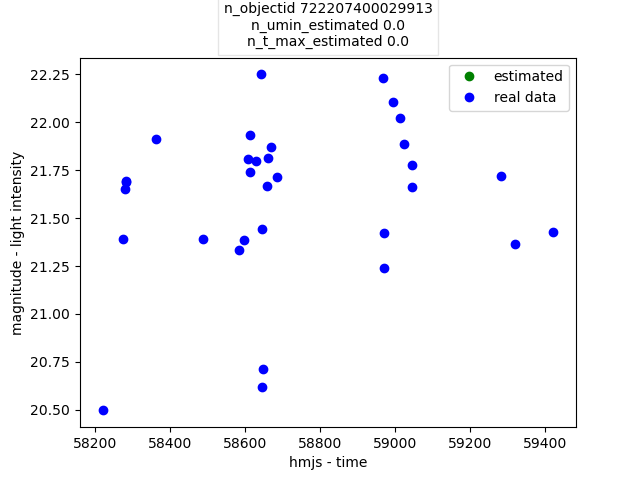 n_objectid 722207400029913
n_umin_estimated 0.0
n_t_max_estimated 0.0
estimated
real data
22.25
22.00
21.75
21.50
21.25
21.00
20.75
20.50
magnitude - light intensity
58200 58400 58600 58800 59000 59200 59400
hmjs - time